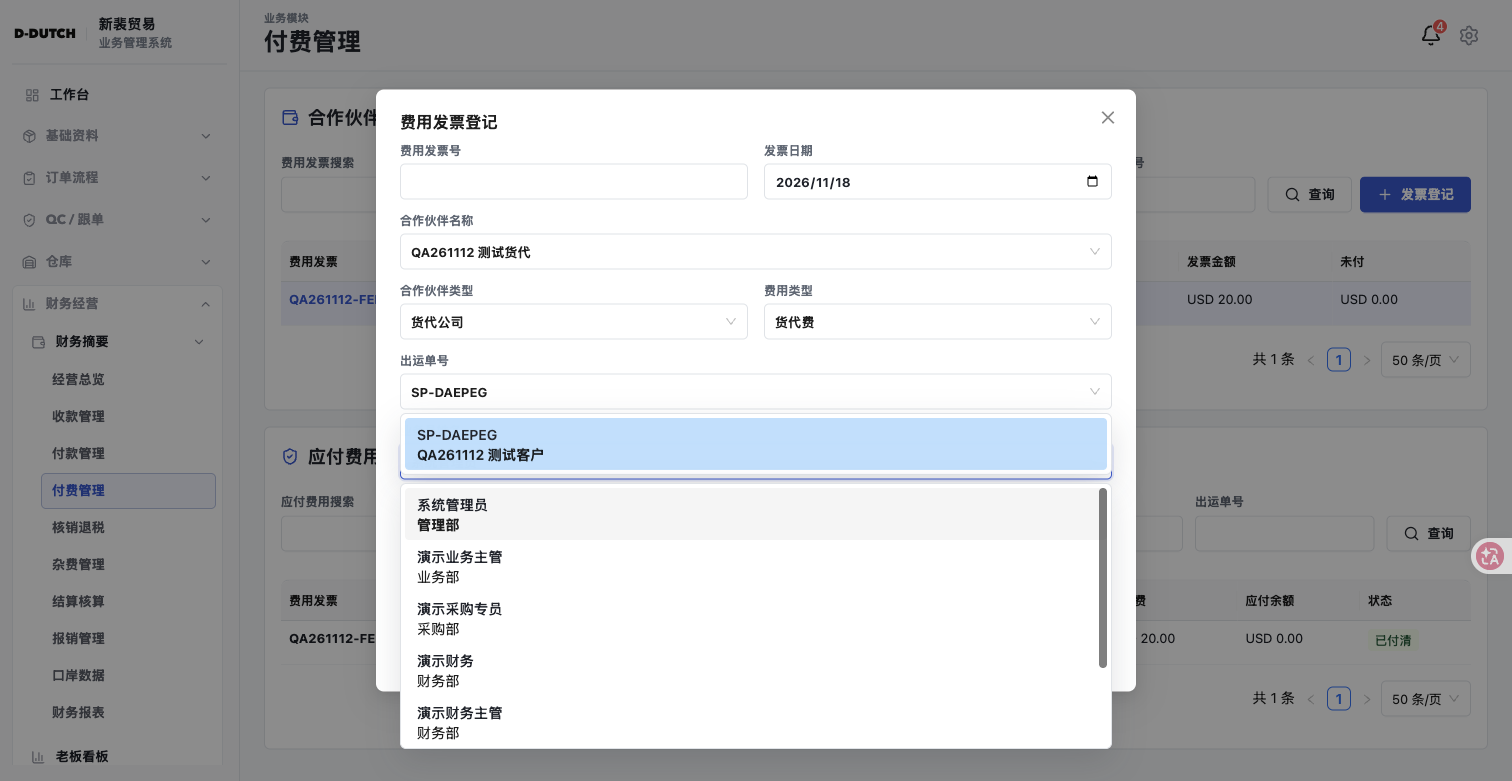 D-DUTCH
新裴贸易
业务管理系统
工作台
基础资料
订单流程
QC / 跟单
仓库
财务经营
财务摘要
经营总览
收款管理
付款管理
付费管理
核销退税
杂费管理
结算核算
报销管理
口岸数据
财务报表
老板看板
业务模块
付费管理
4
合作伙伴
费用发票搜索
号
查询
发票登记
费用发票
发票金额
未付
QA261112-FE
USD 20.00
USD 0.00
共 1 条
1
50 条/页
费用发票登记
费用发票号
发票日期
2026/11/18
合作伙伴名称
QA261112 测试货代
合作伙伴类型
费用类型
货代公司
货代费
出运单号
SP-DAEPEG
SP-DAEPEG
QA261112 测试客户
系统管理员
管理部
演示业务主管
业务部
演示采购专员
采购部
演示财务
财务部
演示财务主管
财务部
应付费用
应付费用搜索
出运单号
查询
费用发票
费
应付余额
状态
QA261112-FE
20.00
USD 0.00
已付清
共 1 条
1
50 条/页